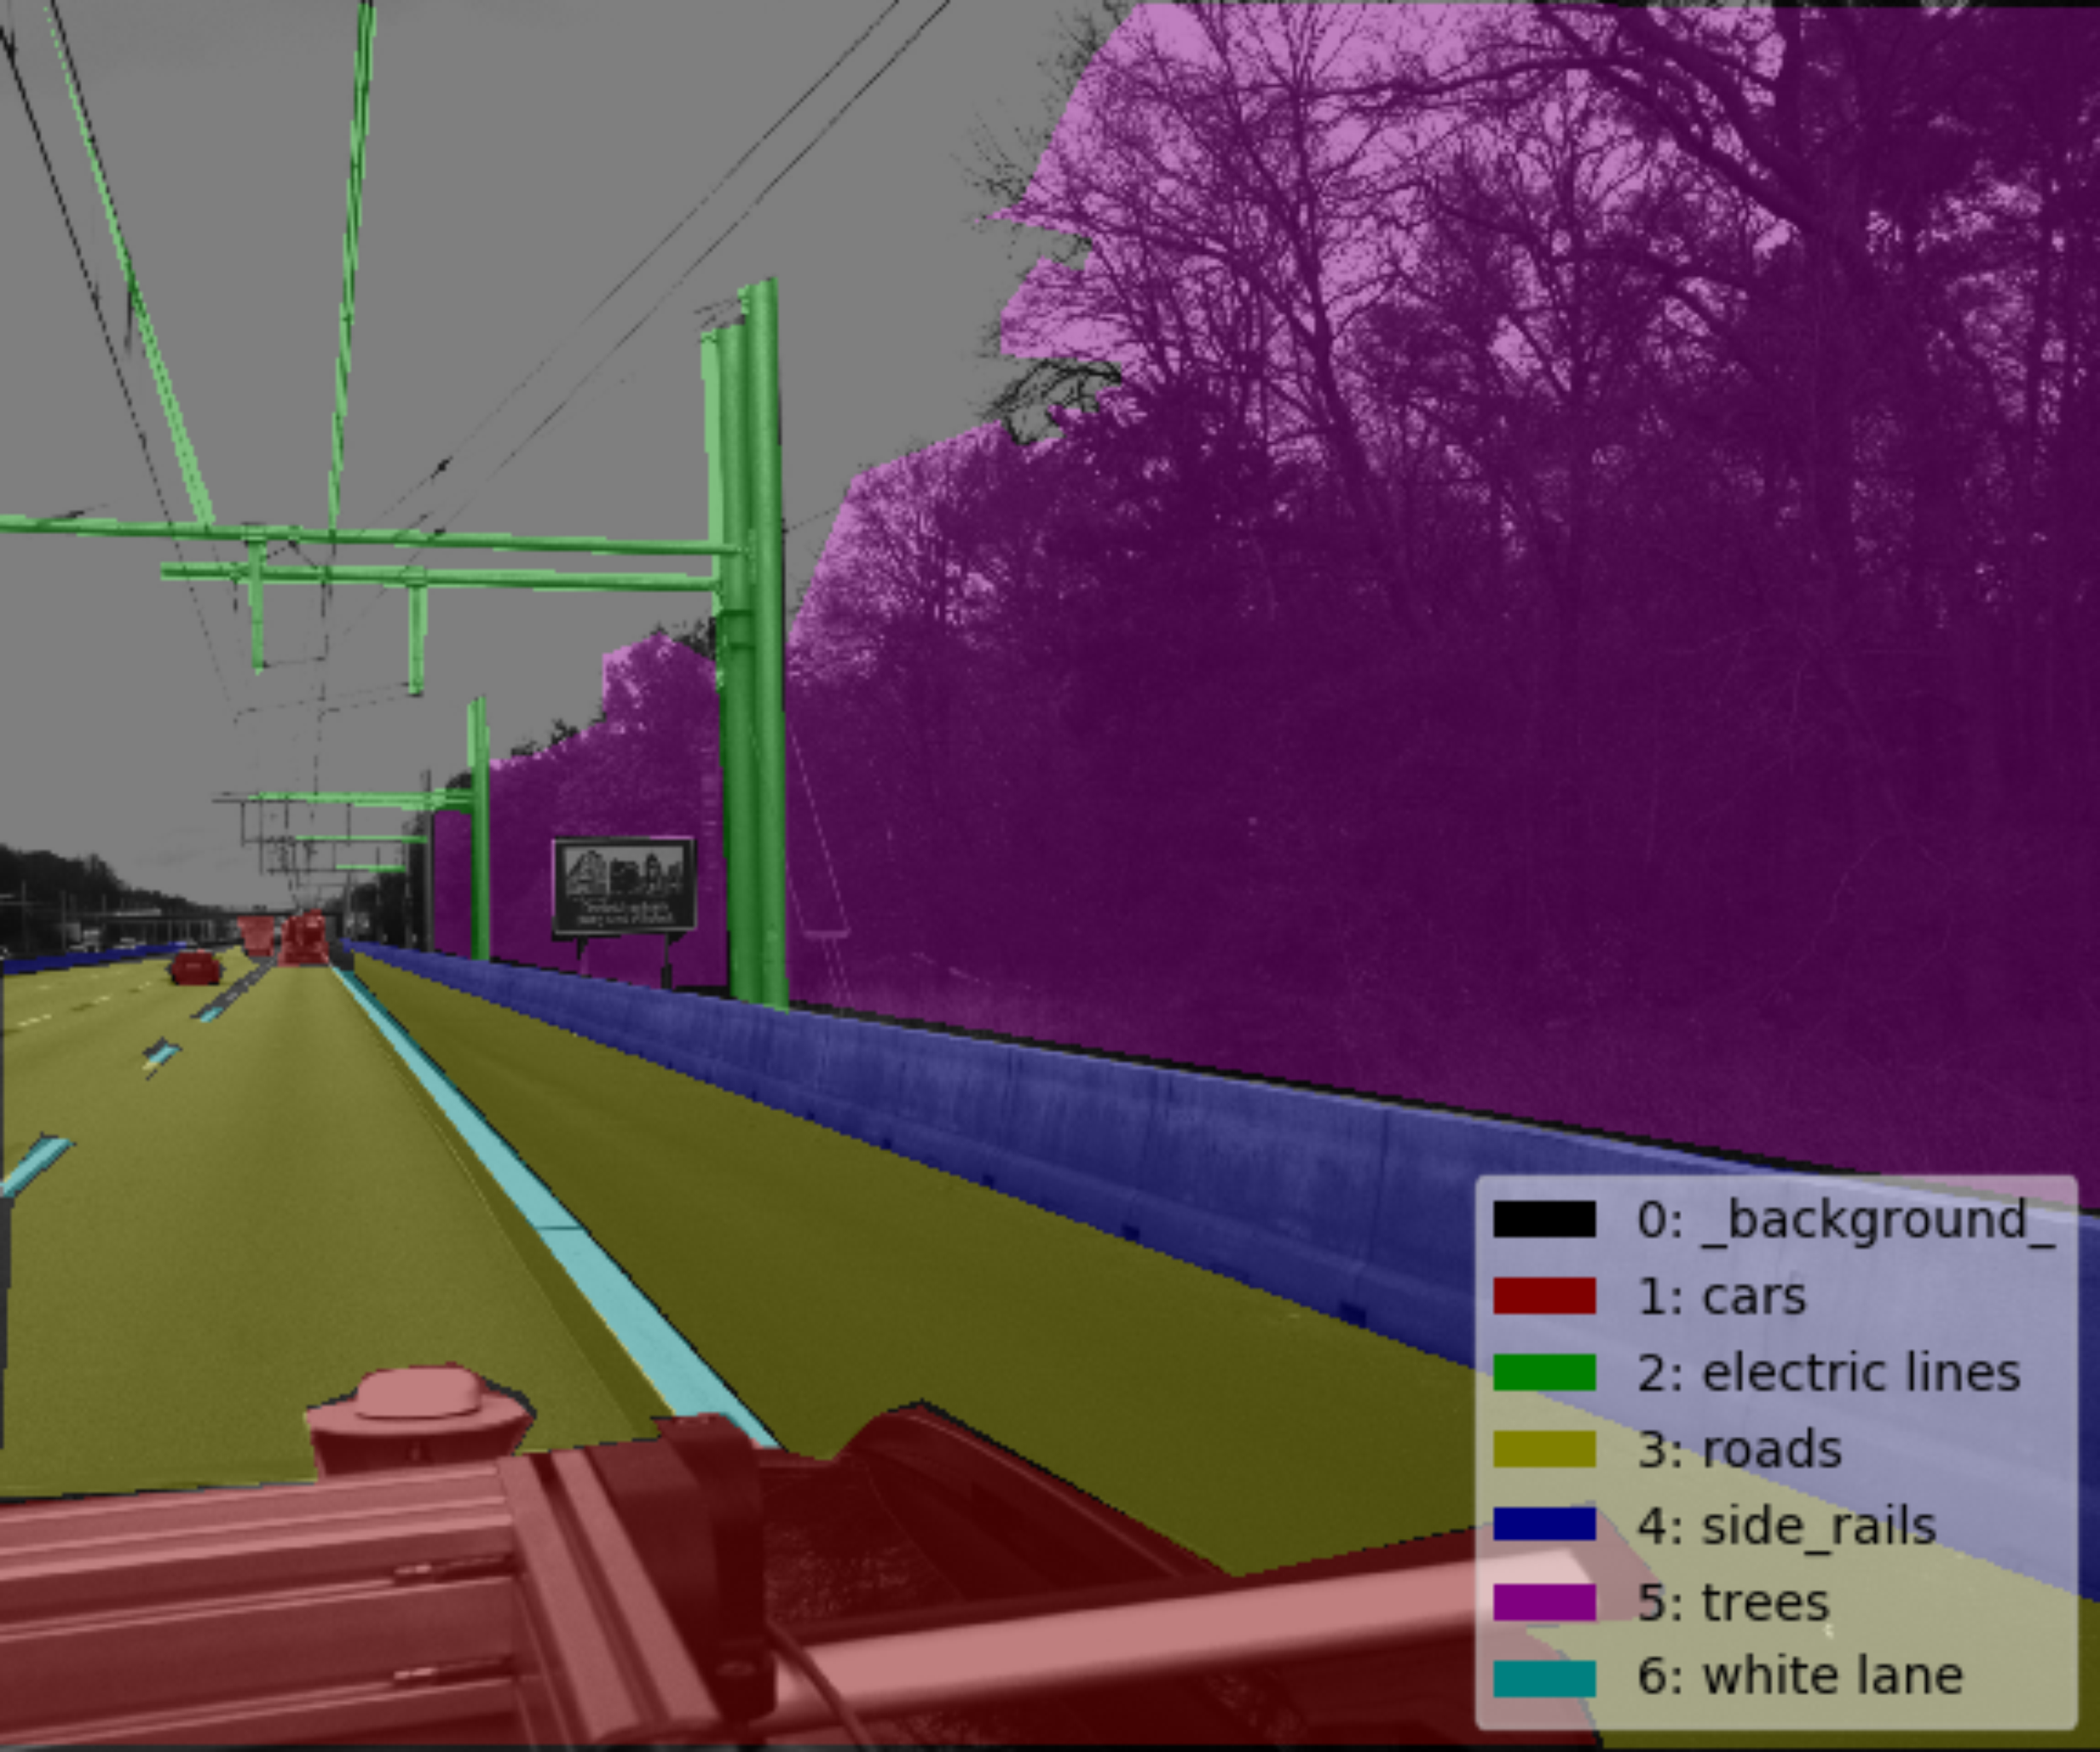 0: _background_
1: cars
2: electric lines
3: roads
4: side_rails
5: trees
6: white lane